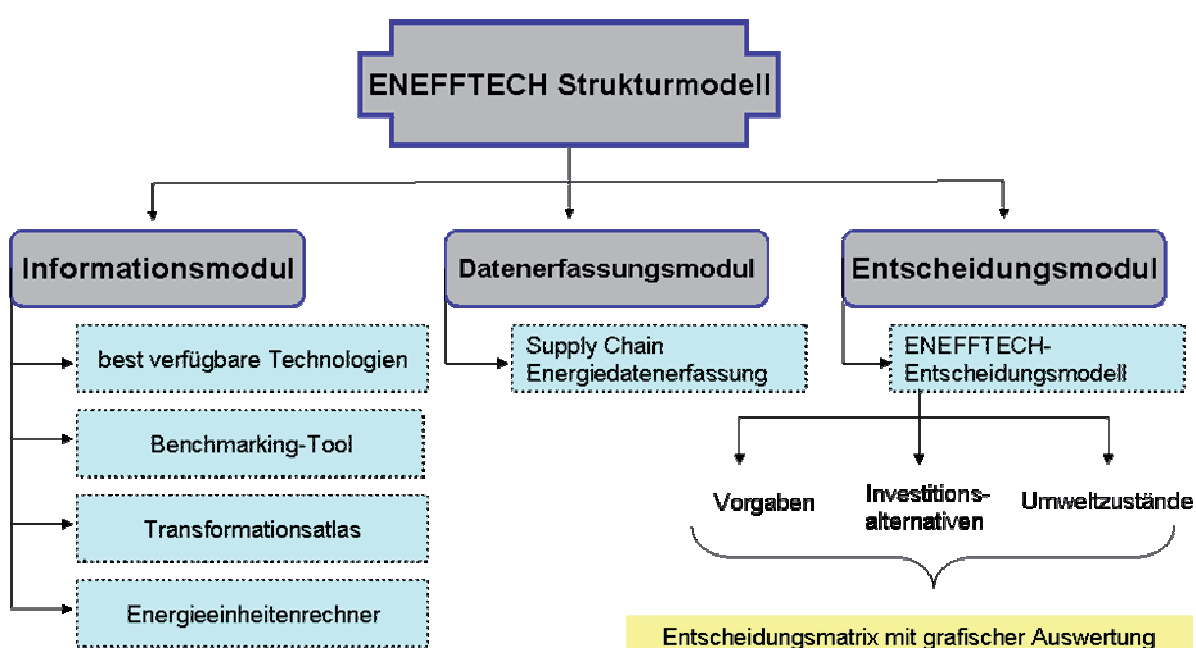 ENEFFTECH Strukturmodell
Informationsmodul
best verfügbare Technologien
Benchmarking-Tool
Transformationsatlas
Energieeinheitenrechner
Datenerfassungsmodul
Supply Chain
Energiedatenerfassung
Entscheidungsmodul
ENEFFTECH-
Entscheidungsmodell
Vorgaben
Investitions-
alternativen
Umweltzustände
Entscheidungsmatrix mit grafischer Auswertung